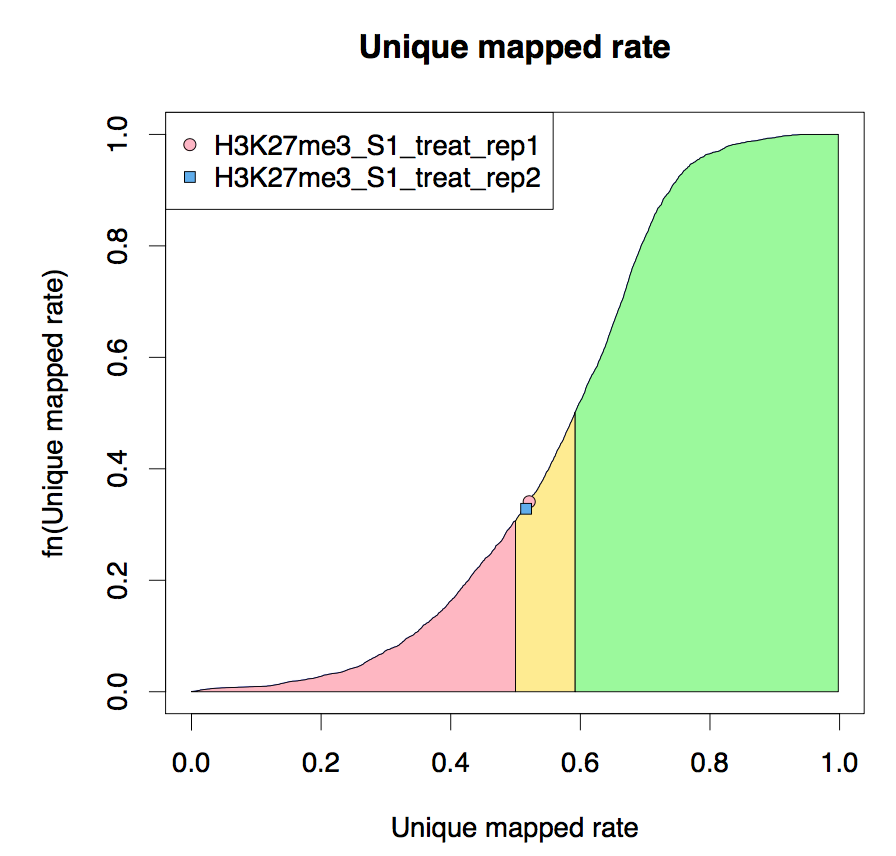 Unique mapped rate
H3K27me3_S1_treat_rep1
H3K27me3_S1_treat_rep2
fn(Unique mapped rate)
1.0
0.8
0.6
0.4
0.2
0.0
0.0 0.2 0.4 0.6 0.8 1.0
Unique mapped rate